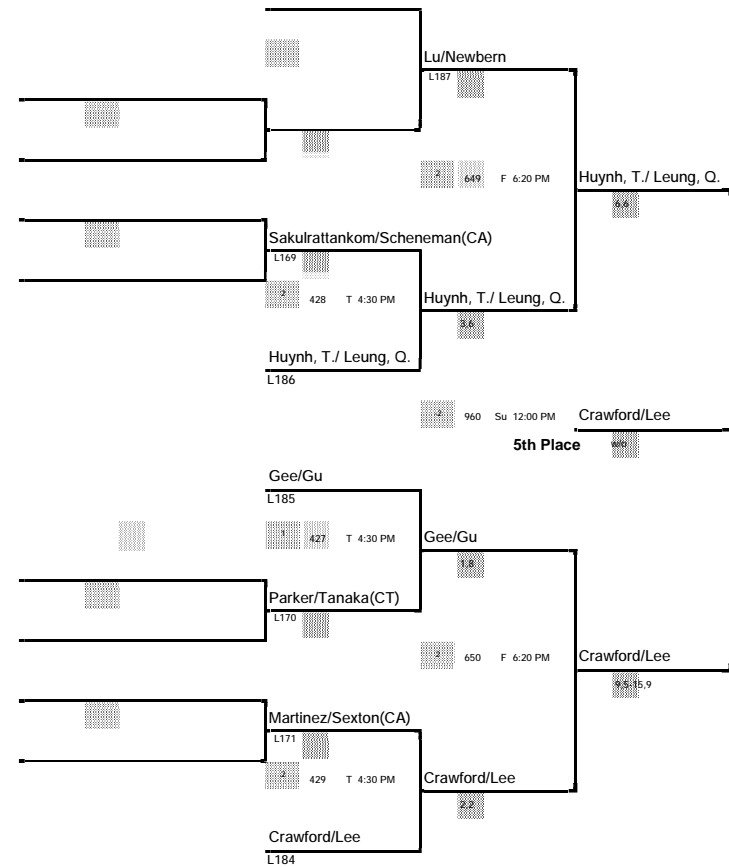 Lu/Newbern
L187
2 649 F 6:20 PM
Huynh, T./ Leung, Q.
6,6
Sakulrattankom/Scheneman(CA)
L169
2 428 T 4:30 PM
Huynh, T./ Leung, Q.
3,6
Huynh, T./ Leung, Q.
L186
2 960 Su 12:00 PM
Crawford/Lee
5th Place
w/o
Gee/Gu
L185
1 427 T 4:30 PM
Gee/Gu
1,8
Parker/Tanaka(CT)
L170
2 650 F 6:20 PM
Crawford/Lee
9,5-15,9
Martinez/Sexton(CA)
L171
2 429 T 4:30 PM
Crawford/Lee
2,2
Crawford/Lee
L184